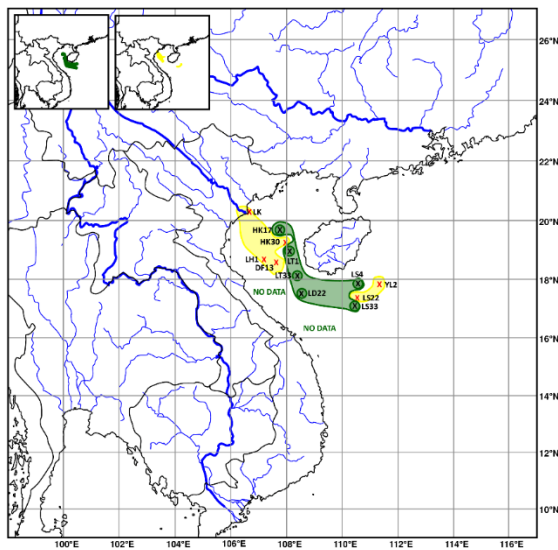 26°N
24°N
22°N
20°N
18°N
16°N
14°N
12°N
10°N
LK
HK17
HK30
LH1
LT1
DF13
LT33
LS4
YL2
NO DATA
LD22
LS22
LS33
NO DATA
100°E
102°E
104°E
106°E
108°E
110°E
112°E
114°E
116°E